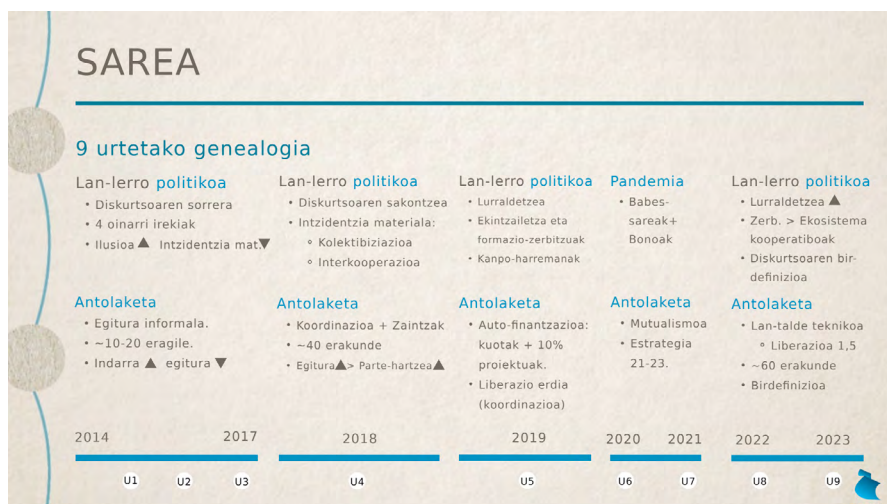 SAREA
9 urtetako genealogia
Lan-lerro politikoa
• Diskurtsoaren sorrera
• 4 oinarri irekiak
• Ilusioa ▲ Intzidentzia mat.▼
Antolaketa
• Egitura informala.
• ~10-20 eragile.
• Indarra ▲ egitura ▼
Lan-lerro politikoa
• Diskurtsoaren sakontzea
• Intzidentzia materiala:
∘ Kolektibiziazioa
∘ Interkooperazioa
Antolaketa
• Koordinazioa + Zaintzak
• ~40 erakunde
• Egitura▲> Parte-hartzea▲
Lan-lerro politikoa
• Lurraldetzea
• Ekintzailetza eta
formazio-zerbitzuak
• Kanpo-harremanak
Antolaketa
• Auto-finantzazioa:
kuotak + 10%
proiektuak.
• Liberazio erdia
(koordinazioa)
Pandemia
• Babes-
sareak+
Bonoak
Antolaketa
• Mutualismoa
• Estrategia
21-23.
Lan-lerro politikoa
• Lurraldetzea ▲
• Zerb. > Ekosistema
kooperatiboak
• Diskurtsoaren bir-
definizioa
Antolaketa
• Lan-talde teknikoa
∘ Liberazioa 1,5
• ~60 erakunde
• Birdefinizioa
2014 2017 2018 2019 2020 2021 2022 2023
U1 U2 U3 U4 U5 U6 U7 U8 U9